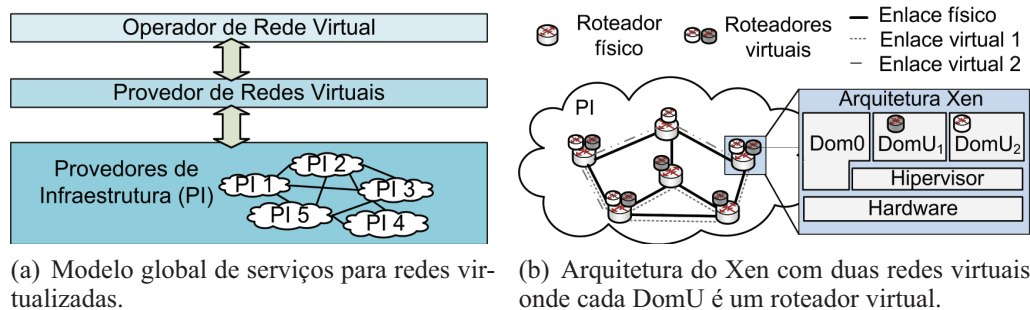 Operador de Rede Virtual
Provedor de Redes Virtuais
Provedores de
Infraestrutura (PI)
PI 2
PI 1
PI 3
PI 5
PI 4
(a) Modelo global de serviços para redes vir-
tualizadas.
Roteador
físico
Roteadores
virtuais
Enlace físico
Enlace virtual 1
Enlace virtual 2
PI
Arquitetura Xen
Dom0
DomU1
DomU2
Hipervisor
Hardware
(b) Arquitetura do Xen com duas redes virtuais
onde cada DomU é um roteador virtual.